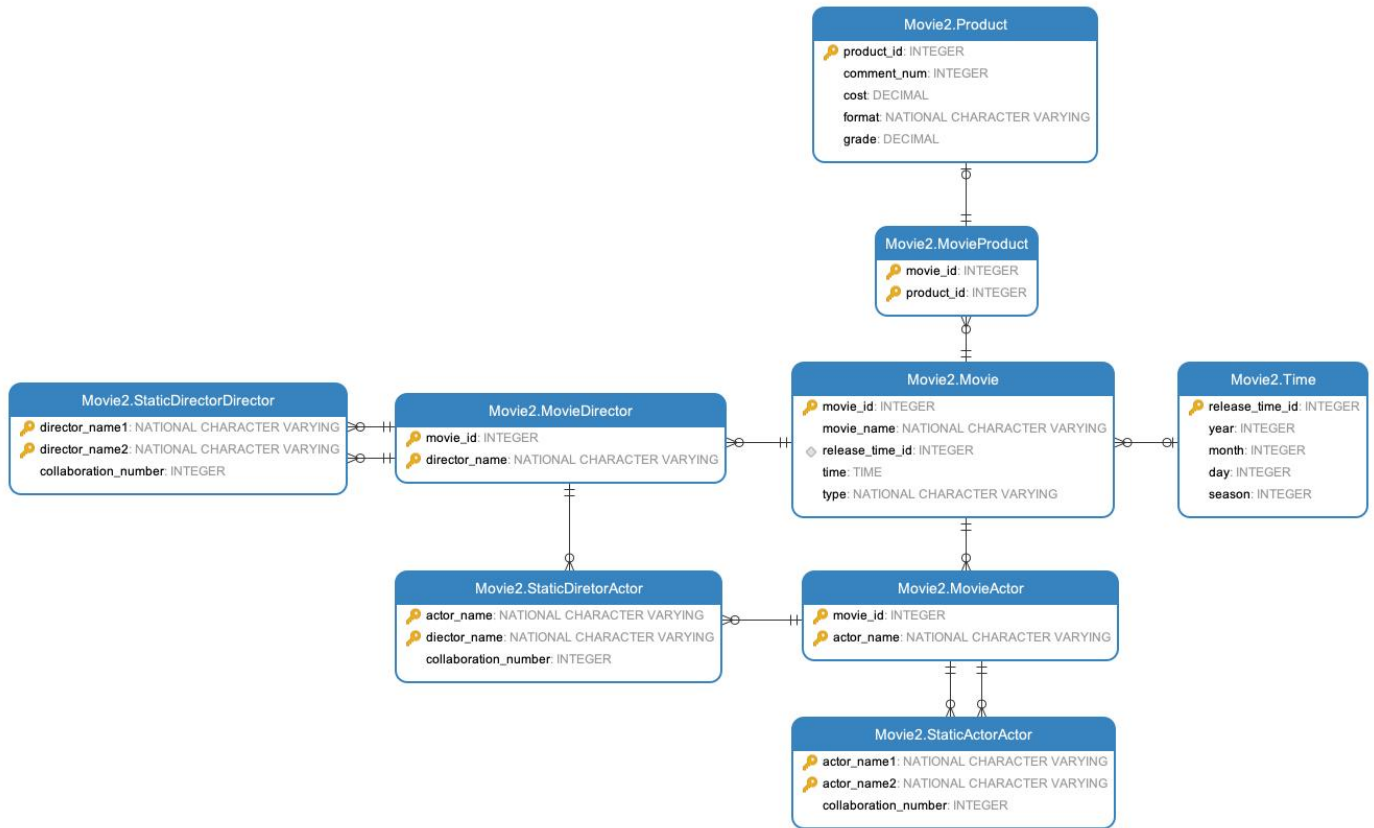 Movie2.Product
product_id: INTEGER
comment_num: INTEGER
cost: DECIMAL
format: NATIONAL CHARACTER VARYING
grade: DECIMAL
Movie2.MovieProduct
movie_id: INTEGER
product_id: INTEGER
Movie2.StaticDirectorDirector
director_name1: NATIONAL CHARACTER VARYING
director_name2: NATIONAL CHARACTER VARYING
collaboration_number: INTEGER
Movie2.MovieDirector
movie_id: INTEGER
director_name: NATIONAL CHARACTER VARYING
Movie2.Movie
movie_id: INTEGER
movie_name: NATIONAL CHARACTER VARYING
release_time_id: INTEGER
time: TIME
type: NATIONAL CHARACTER VARYING
Movie2.Time
release_time_id: INTEGER
year: INTEGER
month: INTEGER
day: INTEGER
season: INTEGER
Movie2.StaticDiretorActor
actor_name: NATIONAL CHARACTER VARYING
diector_name: NATIONAL CHARACTER VARYING
collaboration_number: INTEGER
Movie2.MovieActor
movie_id: INTEGER
actor_name: NATIONAL CHARACTER VARYING
Movie2.StaticActorActor
actor_name1: NATIONAL CHARACTER VARYING
actor_name2: NATIONAL CHARACTER VARYING
collaboration_number: INTEGER